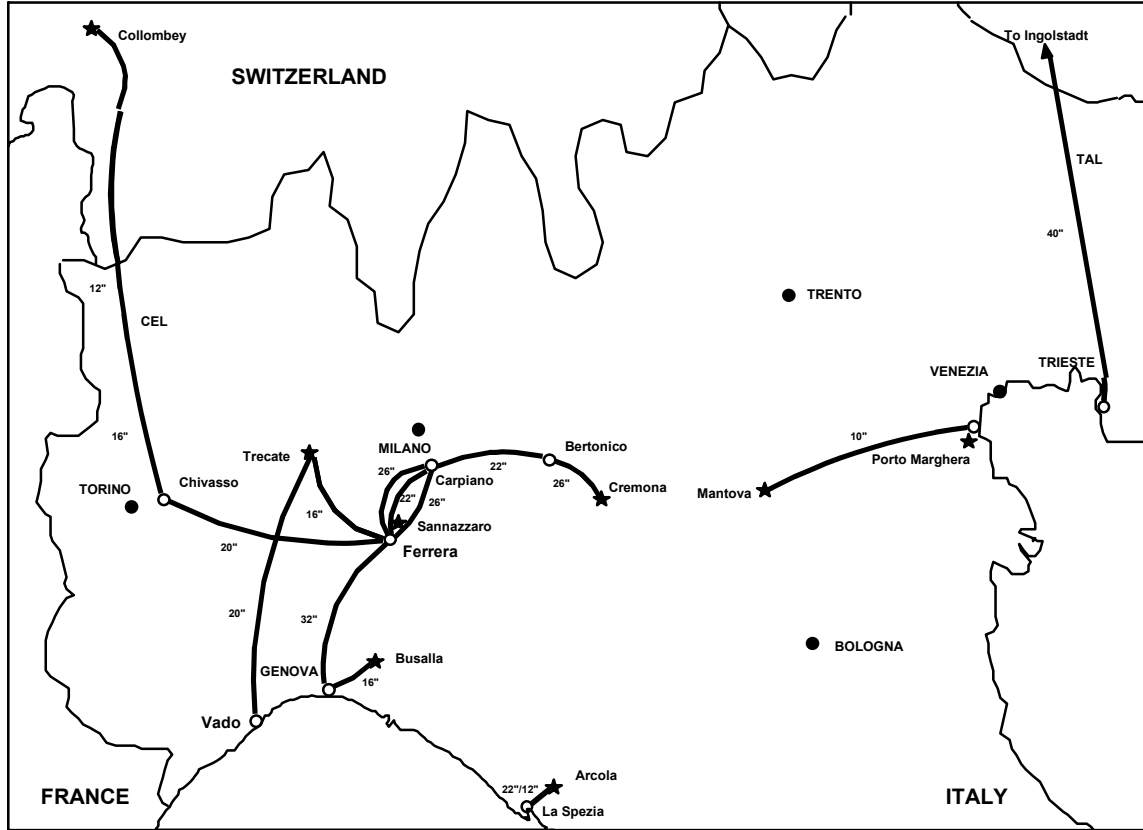 Collombey
To Ingolstadt
SWITZERLAND
TAL
40"
12"
TRENTO
CEL
TRIESTE
VENEZIA
16"
MILANO
Bertonico
10"
Trecate
26"
22"
Porto Marghera
Carpiano
Chivasso
26"
Cremona
Mantova
TORINO
22"
26"
16"
Sannazzaro
20"
Ferrera
20"
32"
BOLOGNA
Busalla
GENOVA
16"
Vado
Arcola
22"/12"
FRANCE
ITALY
La Spezia